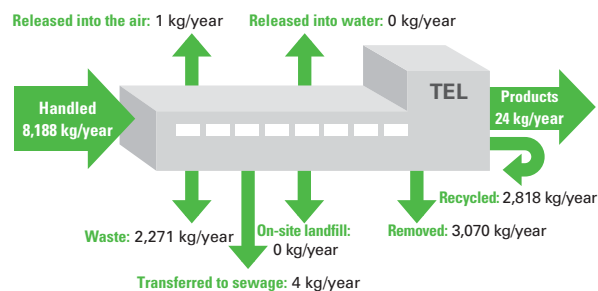 Released into the air: 1 kg/year
Released into water: 0 kg/year
Handled
8,188 kg/year
TEL
Products
24 kg/year
Recycled: 2,818 kg/year
Waste: 2,271 kg/year
On-site landfill:
0 kg/year
Removed: 3,070 kg/year
Transferred to sewage: 4 kg/year